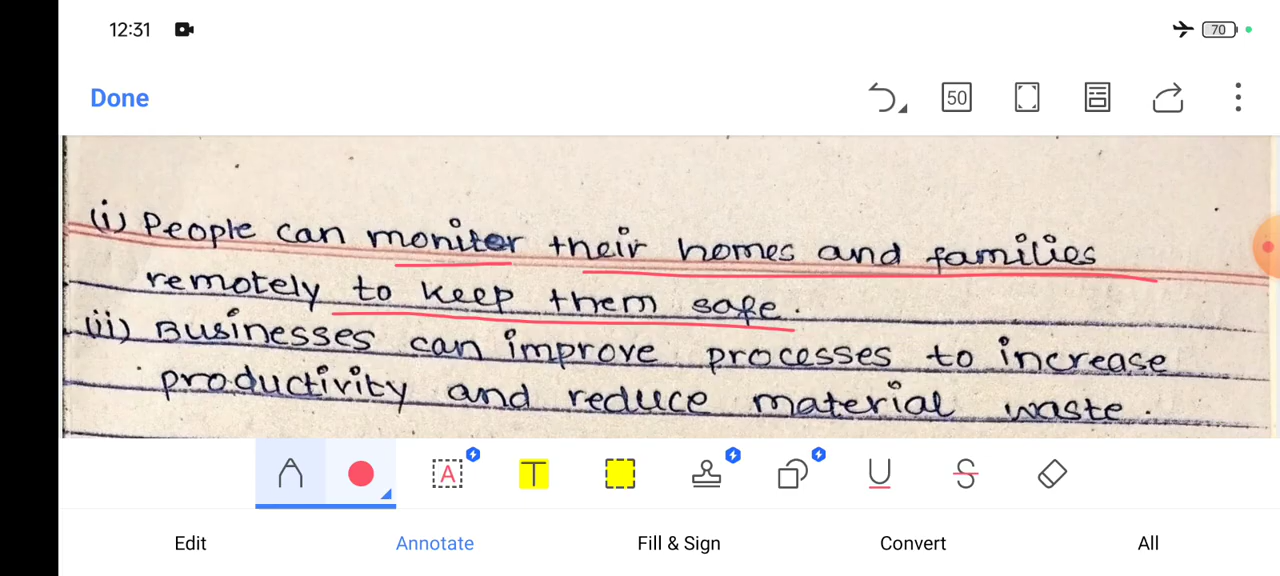 12:31
70
Done
50
(i) People can moniter their homes and families
remotely to keep them safe.
(ii) Businesses can improve processes to increase
productivity and reduce material waste.
A
T
U
S
Edit
Annotate
Fill & Sign
Convert
All